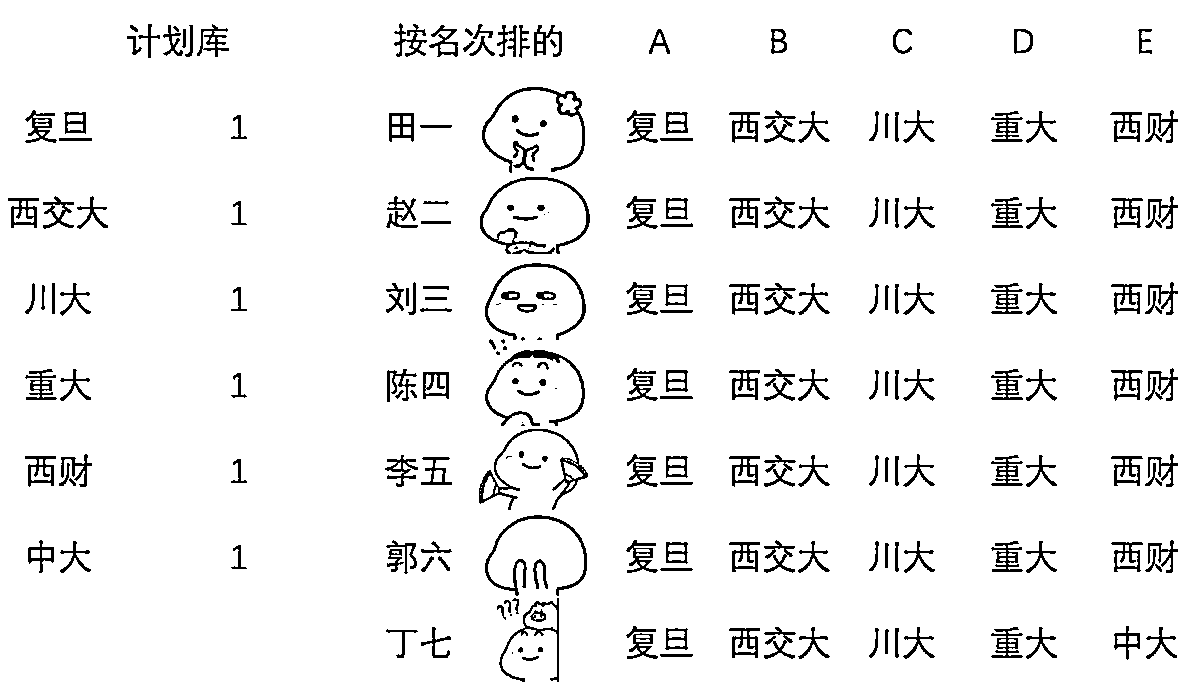 计划库 按名次排的 A B C D E
复旦 1 田一 复旦 西交大 川大 重大 西财
西交大 1 赵二 复旦 西交大 川大 重大 西财
川大 1 刘三 复旦 西交大 川大 重大 西财
重大 1 陈四 复旦 西交大 川大 重大 西财
西财 1 李五 复旦 西交大 川大 重大 西财
中大 1 郭六 复旦 西交大 川大 重大 西财
丁七 复旦 西交大 川大 重大 中大